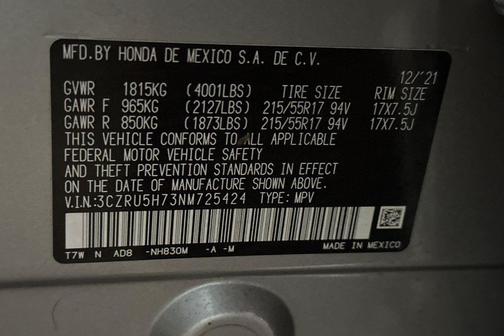 MFD.BY HONDA DE MEXICO S.A. DE C.V.
12/'21
GVWR 1815KG (4001LBS) TIRE SIZE RIM SIZE
GAWR F 965KG (2127LBS) 215/55R17 94V 17X7.5J
GAWR R 850KG (1873LBS) 215/55R17 94V 17X7.5J
THIS VEHICLE CONFORMS TO ALL APPLICABLE
FEDERAL MOTOR VEHICLE SAFETY
AND THEFT PREVENTION STANDARDS IN EFFECT
ON THE DATE OF MANUFACTURE SHOWN ABOVE.
V.I.N:3CZRU5H73NM725424 TYPE: MPV
T7W N AD8 -NH830M -A -M
MADE IN MEXICO